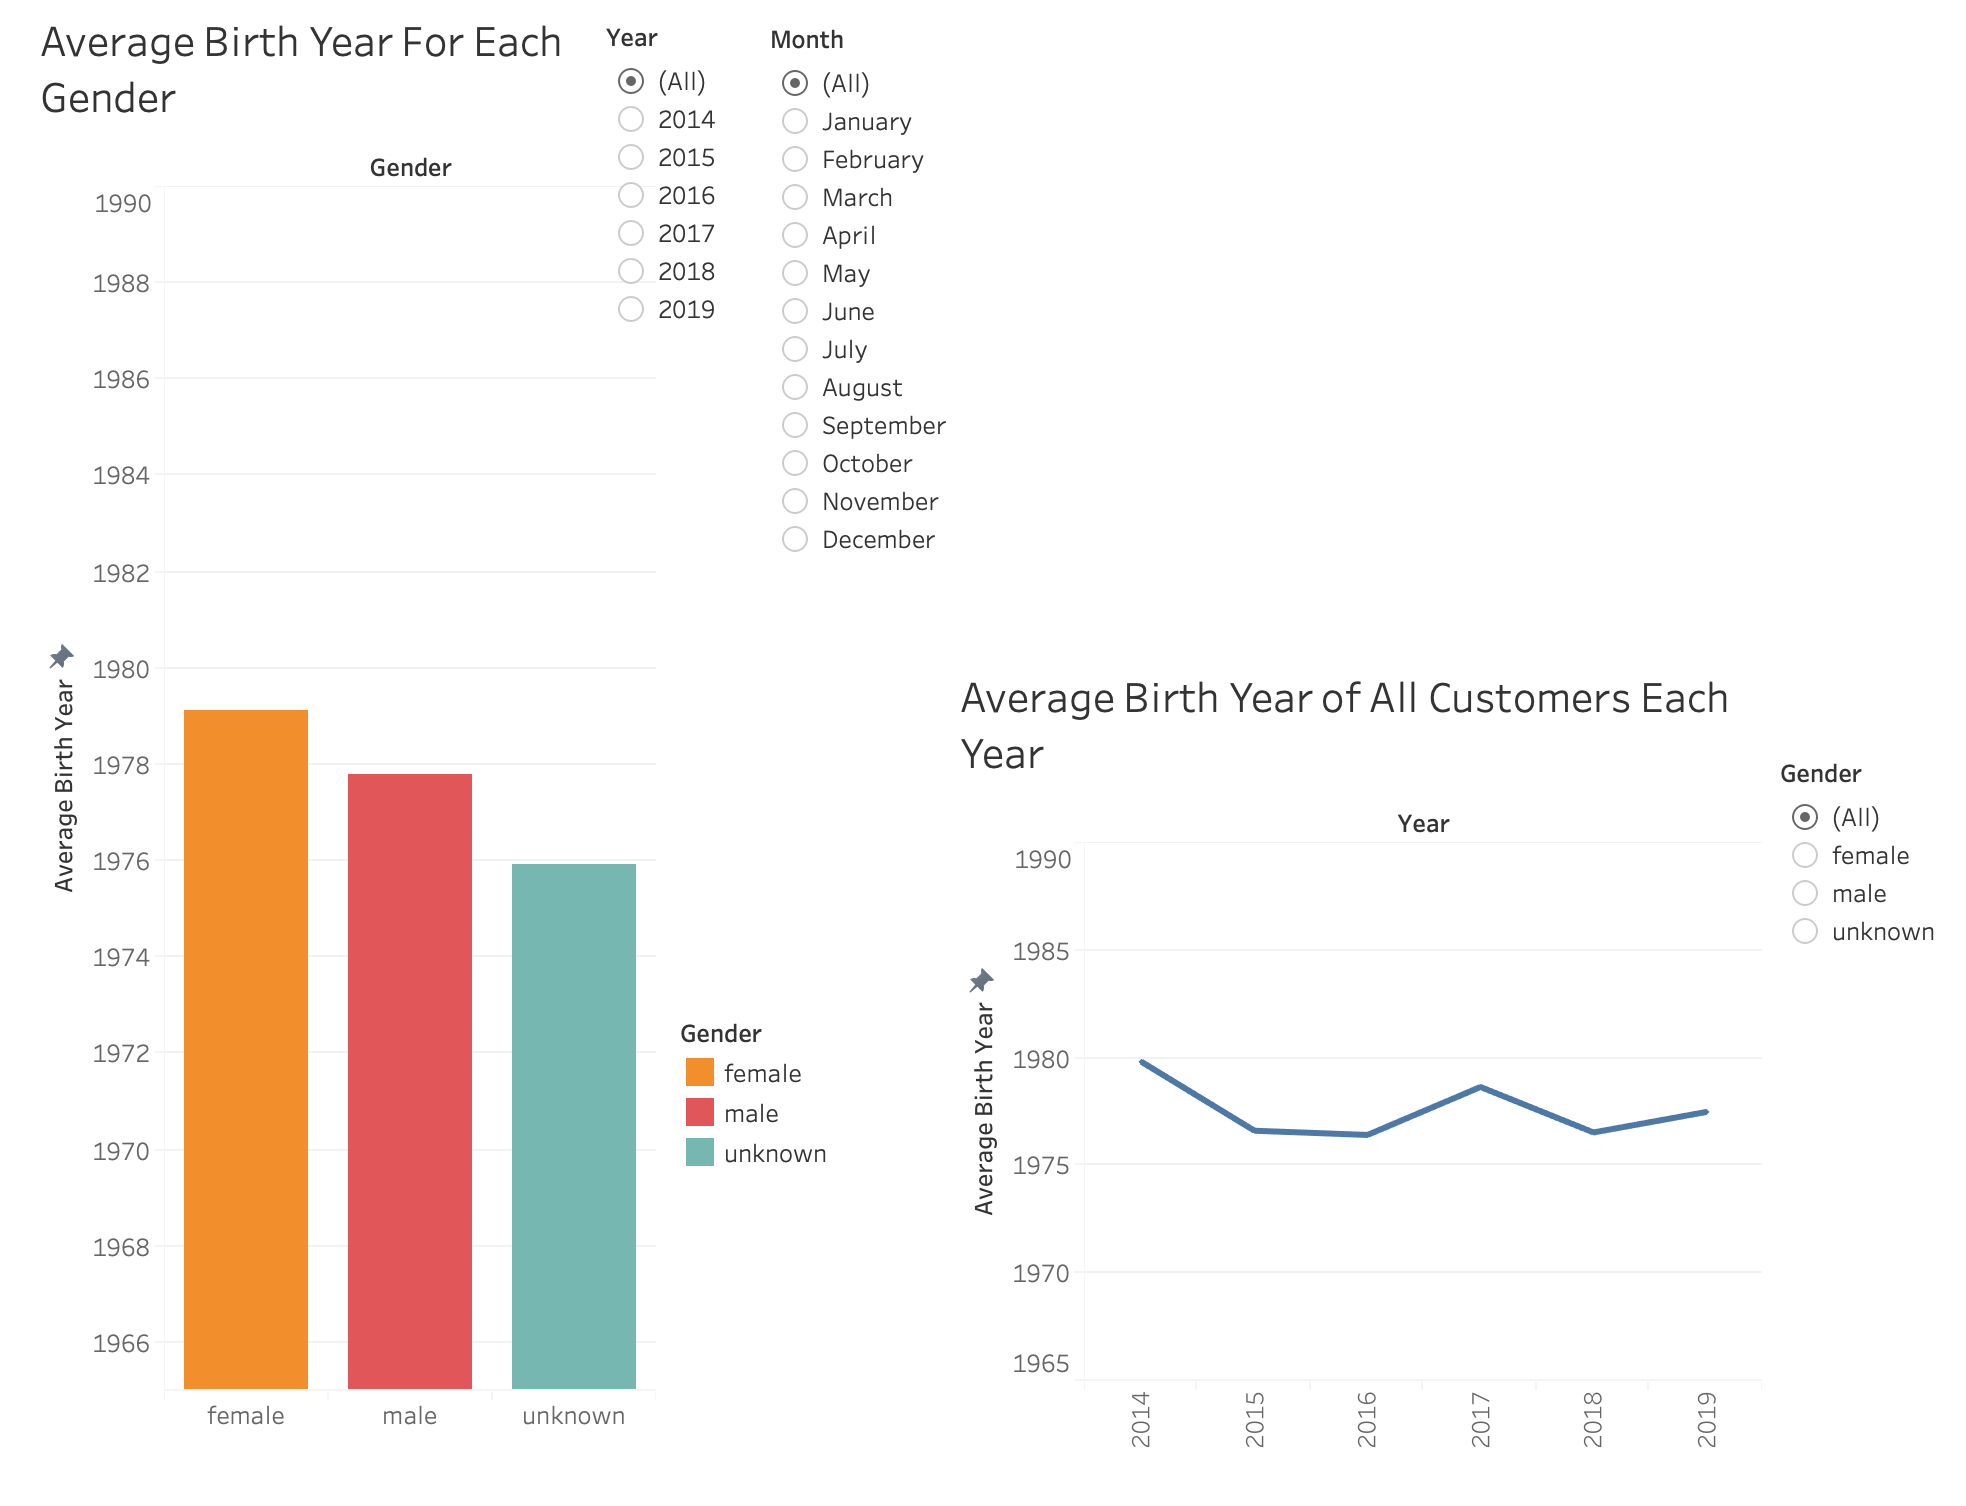 Average Birth Year For Each
Gender
Year
(All)
2014
2015
2016
2017
2018
2019
Month
(All)
January
February
March
April
May
June
July
August
September
October
November
December
Gender
1990
1988
1986
1984
1982
1980
1978
1976
1974
1972
1970
1968
1966
Average Birth Year
female
male
unknown
Gender
female
male
unknown
Average Birth Year of All Customers Each
Year
Gender
(All)
female
male
unknown
Year
1990
1985
1980
1975
1970
1965
Average Birth Year
2014
2015
2016
2017
2018
2019